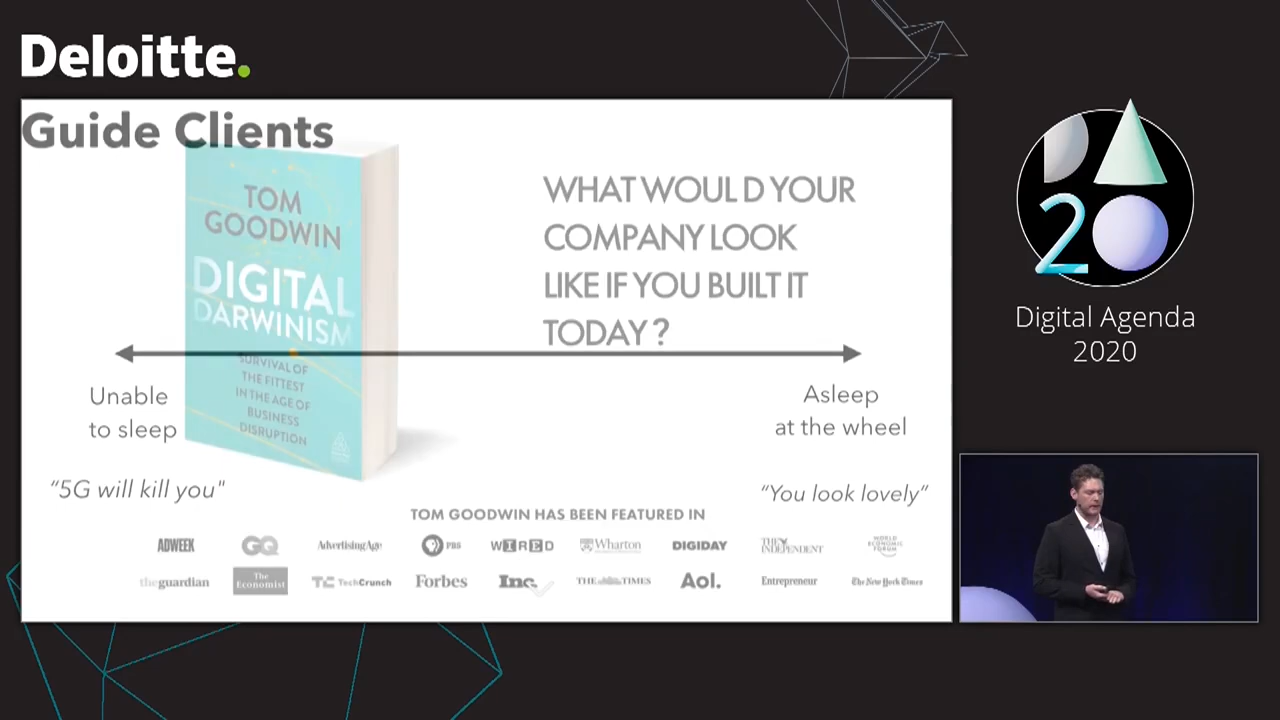 Deloitte.
Guide Clients
TOM
GOODWIN
DIGITAL
DARWINISM
SURVIVAL OF
THE FITTEST
IN THE AGE OF
BUSINESS
DISRUPTION
WHAT WOULD YOUR
COMPANY LOOK
LIKE IF YOU BUILT IT
TODAY?
Unable
to sleep
Asleep
at the wheel
“5G will kill you"
“You look lovely”
TOM GOODWIN HAS BEEN FEATURED IN
ADWEEK GQ AdvertisingAge PBS WIRED Wharton DIGIDAY THE INDEPENDENT WORLD ECONOMIC FORUM
theguardian The Economist TC TechCrunch Forbes Inc. THE TIMES Aol. Entrepreneur The New York Times
DA
20
Digital Agenda
2020